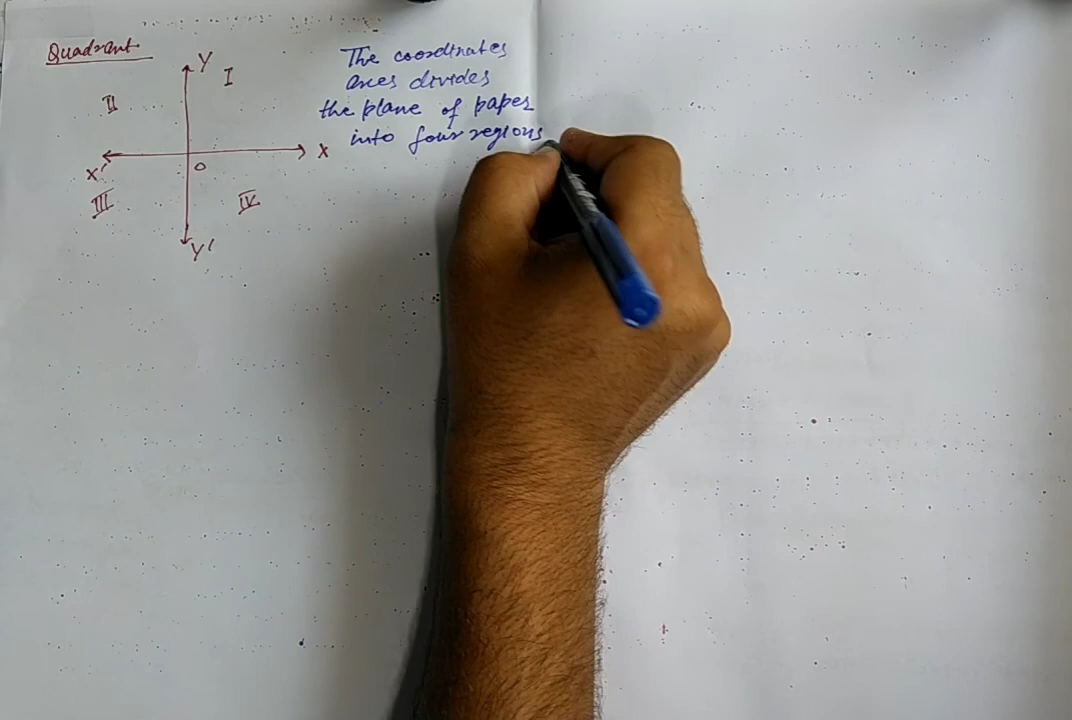 Quadrant
Y
I
II
X
X'
O
III
IV
Y'
The coordinates
axes divides
the plane of paper
into four regions